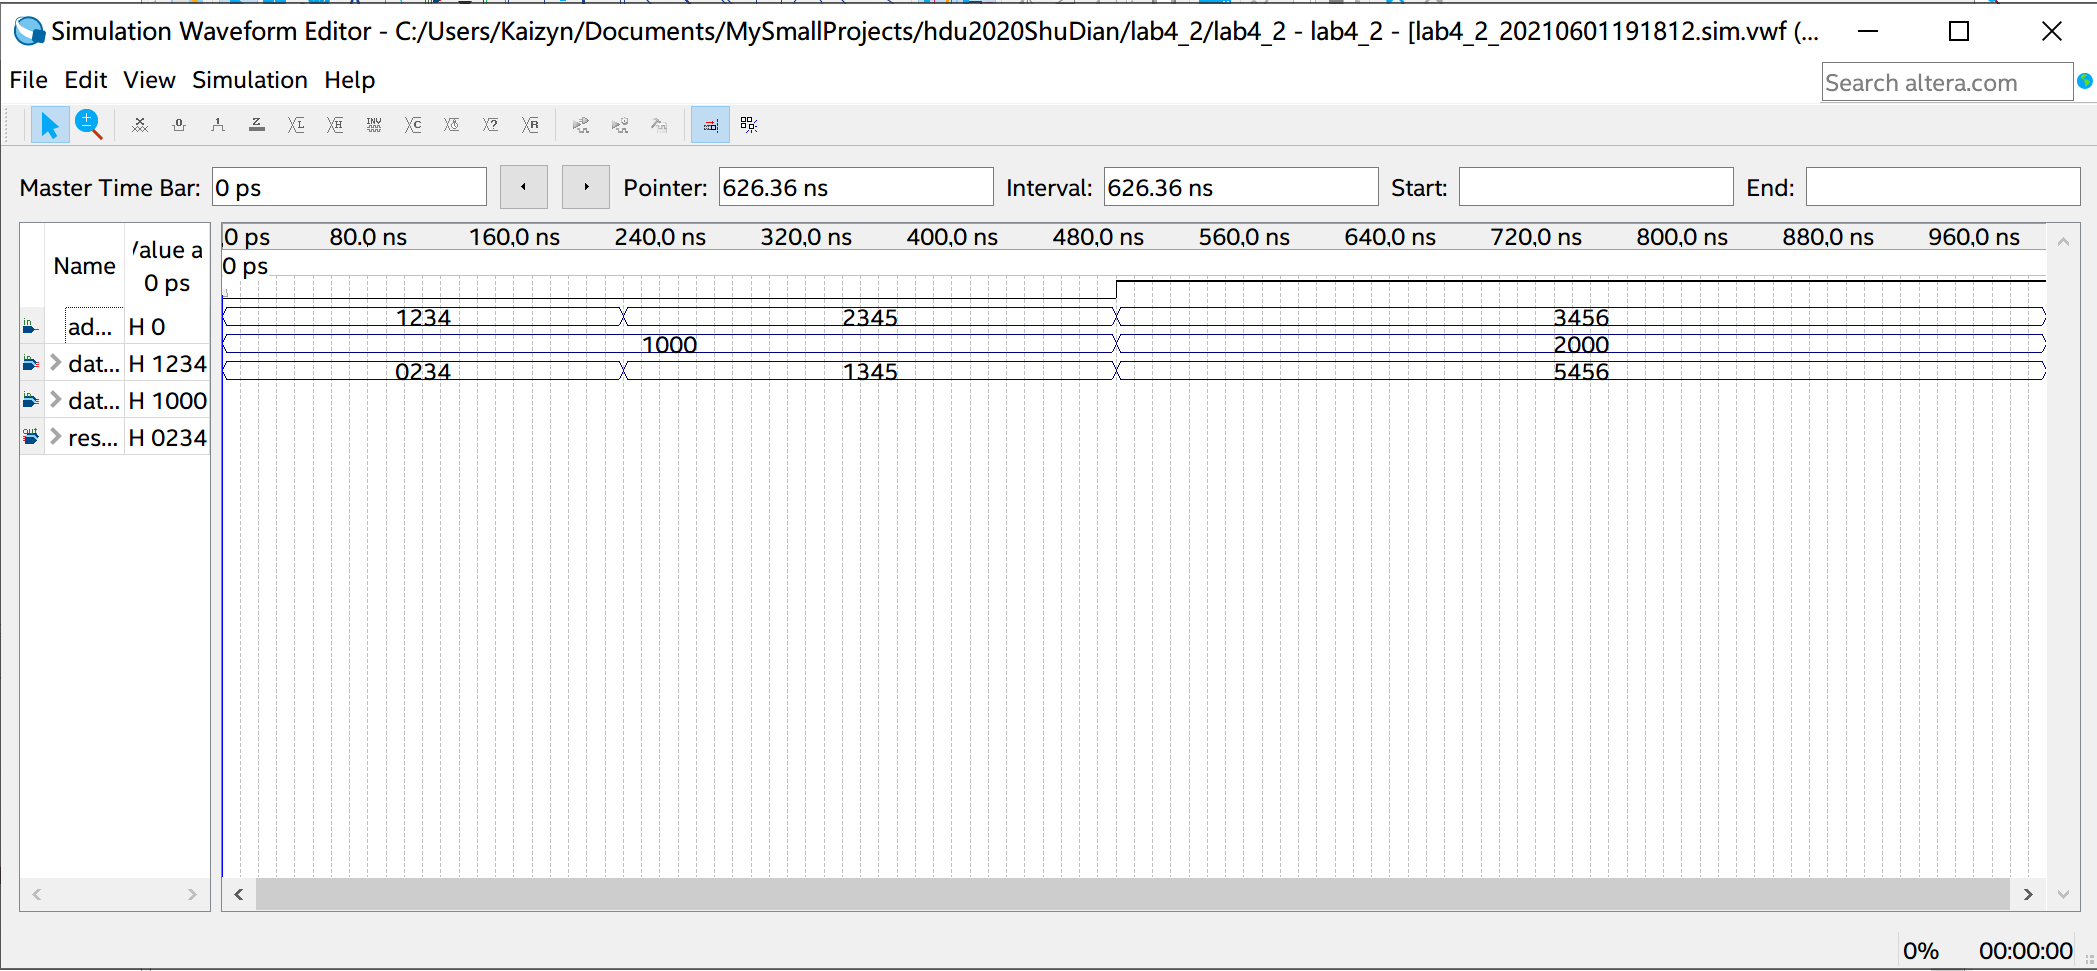 Simulation Waveform Editor - C:/Users/Kaizyn/Documents/MySmallProjects/hdu2020ShuDian/lab4_2/lab4_2 - lab4_2 - [lab4_2_20210601191812.sim.vwf (...
File Edit View Simulation Help
Search altera.com
Master Time Bar: 0 ps Pointer: 626.36 ns Interval: 626.36 ns Start: End:
Name
Value a
0 ps
0 ps 80.0 ns 160.0 ns 240.0 ns 320.0 ns 400.0 ns 480.0 ns 560.0 ns 640.0 ns 720.0 ns 800.0 ns 880.0 ns 960.0 ns
0 ps
ad... H 0
dat... H 1234
dat... H 1000
res... H 0234
1234 2345 3456
1000 2000
0234 1345 5456
0% 00:00:00